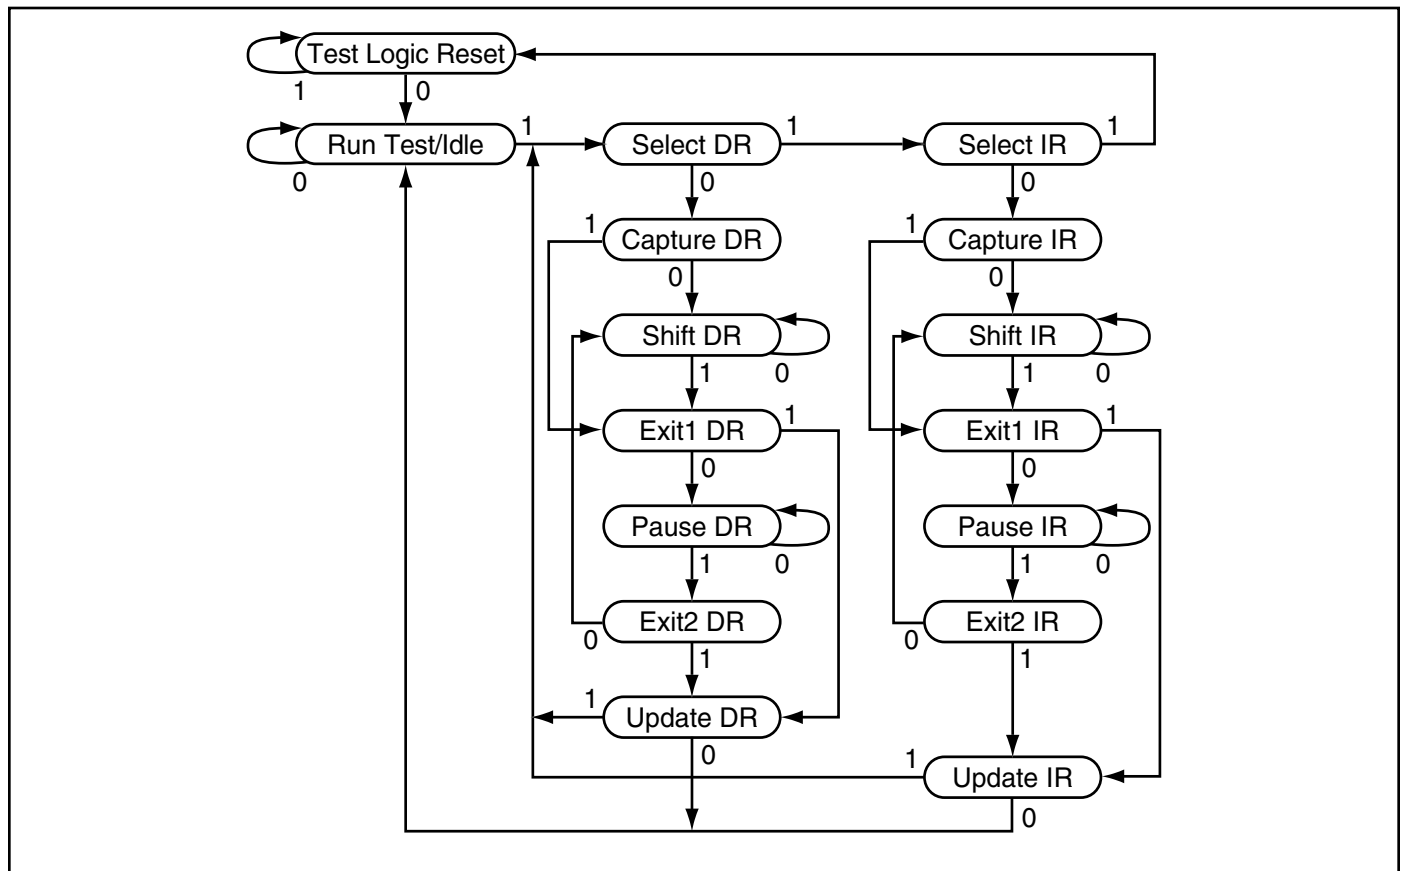 Test Logic Reset
1 0
Run Test/Idle 1 Select DR 1 Select IR 1
0 0 0
1 Capture DR 1 Capture IR
0 0
Shift DR Shift IR
1 0 1 0
Exit1 DR 1 Exit1 IR 1
0 0
Pause DR Pause IR
1 0 1 0
Exit2 DR Exit2 IR
0 1 0 1
1 Update DR
0 1 Update IR
0